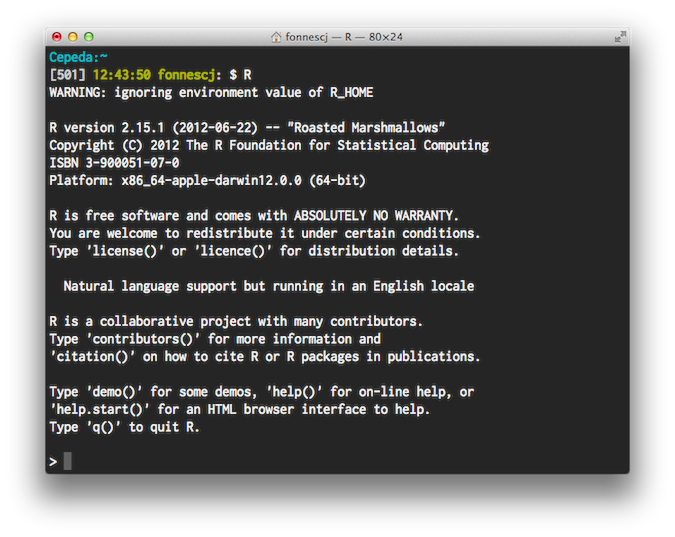 fonnescj — R — 80×24
Cepeda:~
[501] 12:43:50 fonnescj: $ R
WARNING: ignoring environment value of R_HOME
R version 2.15.1 (2012-06-22) -- "Roasted Marshmallows"
Copyright (C) 2012 The R Foundation for Statistical Computing
ISBN 3-900051-07-0
Platform: x86_64-apple-darwin12.0.0 (64-bit)
R is free software and comes with ABSOLUTELY NO WARRANTY.
You are welcome to redistribute it under certain conditions.
Type 'license()' or 'licence()' for distribution details.
Natural language support but running in an English locale
R is a collaborative project with many contributors.
Type 'contributors()' for more information and
'citation()' on how to cite R or R packages in publications.
Type 'demo()' for some demos, 'help()' for on-line help, or
'help.start()' for an HTML browser interface to help.
Type 'q()' to quit R.
>